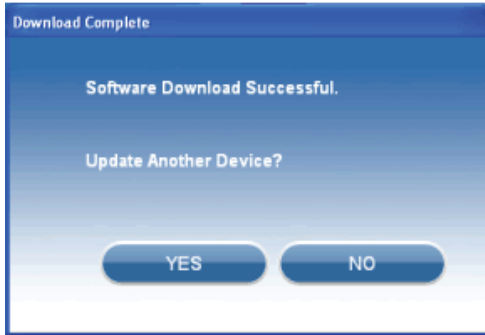 Download Complete
Software Download Successful.
Update Another Device?
YES
NO